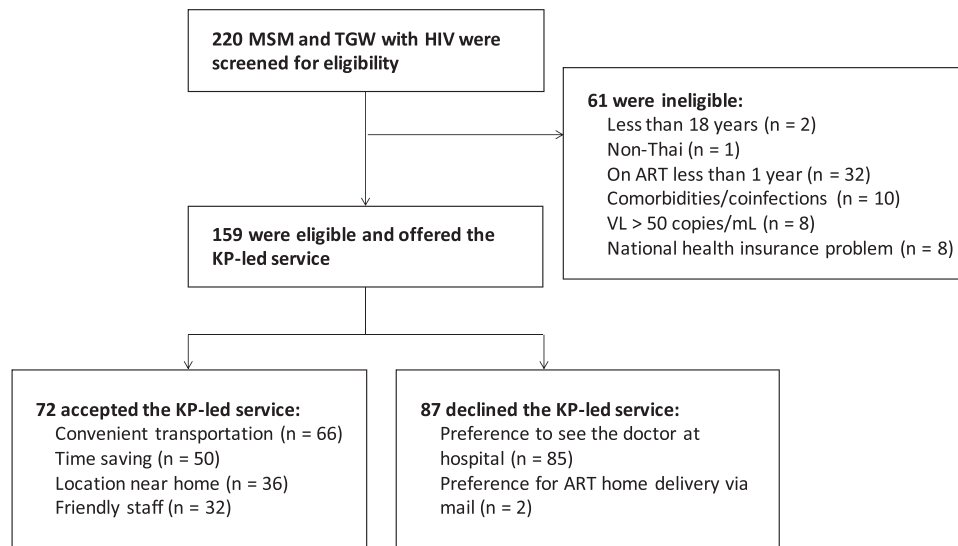 220 MSM and TGW with HIV were
screened for eligibility
61 were ineligible:
Less than 18 years (n = 2)
Non-Thai (n = 1)
On ART less than 1 year (n = 32)
Comorbidities/coinfections (n = 10)
VL > 50 copies/mL (n = 8)
National health insurance problem (n = 8)
159 were eligible and offered the
KP-led service
72 accepted the KP-led service:
Convenient transportation (n = 66)
Time saving (n = 50)
Location near home (n = 36)
Friendly staff (n = 32)
87 declined the KP-led service:
Preference to see the doctor at
hospital (n = 85)
Preference for ART home delivery via
mail (n = 2)